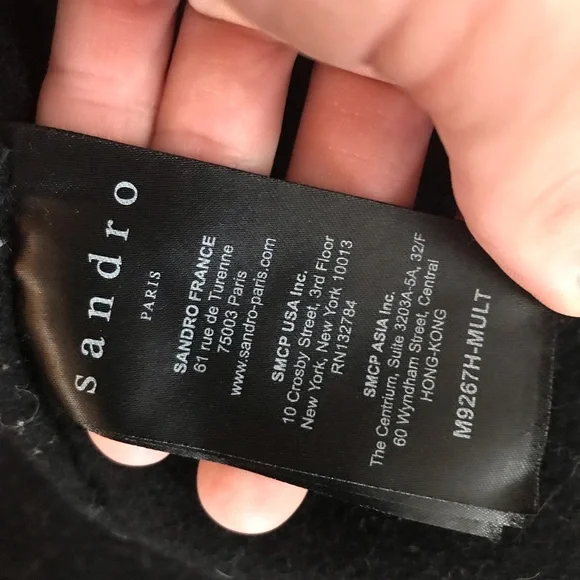 sandro
PARIS
SANDRO FRANCE
61 rue de Turenne
75003 Paris
www.sandro-paris.com
SMCP USA Inc.
10 Crosby Street, 3rd Floor
New York, New York 10013
RN132784
SMCP ASIA Inc.
The Centrium, Suite 3203A-5A, 32/F
60 Wyndham Street, Central
HONG-KONG
M9267H-MULT